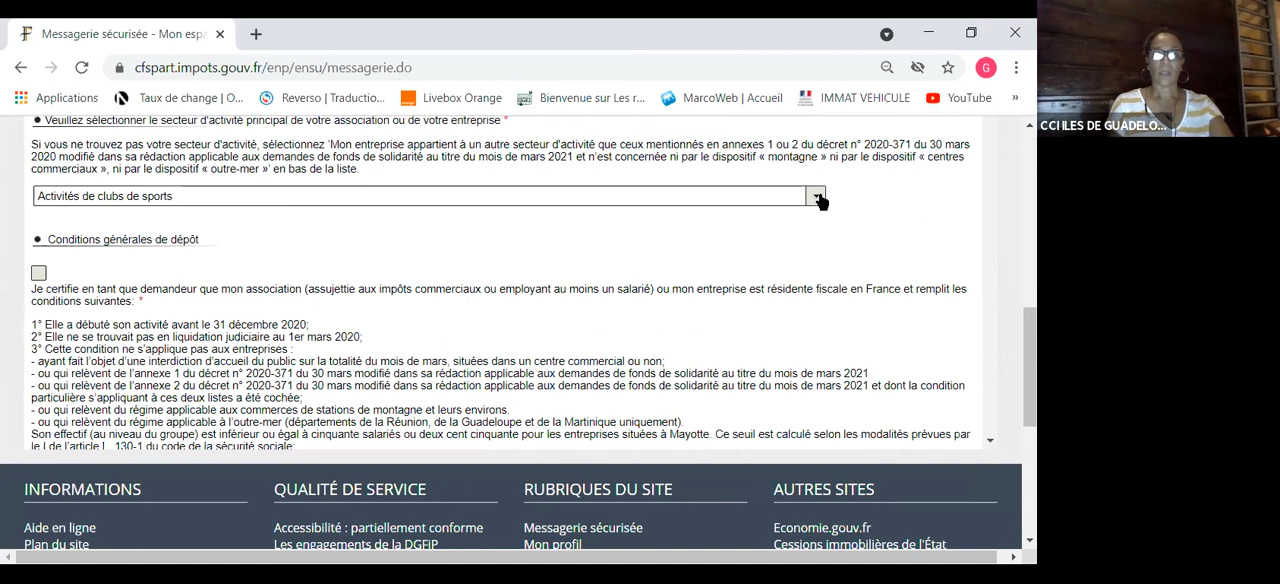 Messagerie sécurisée - Mon esp
cfspart.impots.gouv.fr/enp/ensu/messagerie.do
G
Applications
Taux de change | O...
Reverso | Traductio...
Livebox Orange
Bienvenue sur Les r...
MarcoWeb | Accueil
IMMAT VEHICULE
YouTube
»
CCI ILES DE GUADELO...
Veuillez sélectionner le secteur d'activité principal de votre association ou de votre entreprise *
Si vous ne trouvez pas votre secteur d'activité, sélectionnez 'Mon entreprise appartient à un autre secteur d'activité que ceux mentionnés en annexes 1 ou 2 du décret n° 2020-371 du 30 mars
2020 modifié dans sa rédaction applicable aux demandes de fonds de solidarité au titre du mois de mars 2021 et n'est concernée ni par le dispositif « montagne » ni par le dispositif « centres
commerciaux », ni par le dispositif « outre-mer »' en bas de la liste.
Activités de clubs de sports
Conditions générales de dépôt
Je certifie en tant que demandeur que mon association (assujettie aux impôts commerciaux ou employant au moins un salarié) ou mon entreprise est résidente fiscale en France et remplit les
conditions suivantes: *
1° Elle a débuté son activité avant le 31 décembre 2020;
2° Elle ne se trouvait pas en liquidation judiciaire au 1er mars 2020;
3° Cette condition ne s'applique pas aux entreprises :
- ayant fait l'objet d'une interdiction d'accueil du public sur la totalité du mois de mars, situées dans un centre commercial ou non;
- ou qui relèvent de l'annexe 1 du décret n° 2020-371 du 30 mars modifié dans sa rédaction applicable aux demandes de fonds de solidarité au titre du mois de mars 2021
- ou qui relèvent de l'annexe 2 du décret n° 2020-371 du 30 mars modifié dans sa rédaction applicable aux demandes de fonds de solidarité au titre du mois de mars 2021 et dont la condition
particulière s'appliquant à ces deux listes a été cochée;
- ou qui relèvent du régime applicable aux commerces de stations de montagne et leurs environs.
- ou qui relèvent du régime applicable à l'outre-mer (départements de la Réunion, de la Guadeloupe et de la Martinique uniquement).
Son effectif (au niveau du groupe) est inférieur ou égal à cinquante salariés ou deux cent cinquante pour les entreprises situées à Mayotte. Ce seuil est calculé selon les modalités prévues par
le I de l'article L. 130-1 du code de la sécurité sociale;
INFORMATIONS
QUALITÉ DE SERVICE
RUBRIQUES DU SITE
AUTRES SITES
Aide en ligne
Accessibilité : partiellement conforme
Messagerie sécurisée
Economie.gouv.fr
Plan du site
Les engagements de la DGFiP
Mon profil
Cessions immobilières de l'État